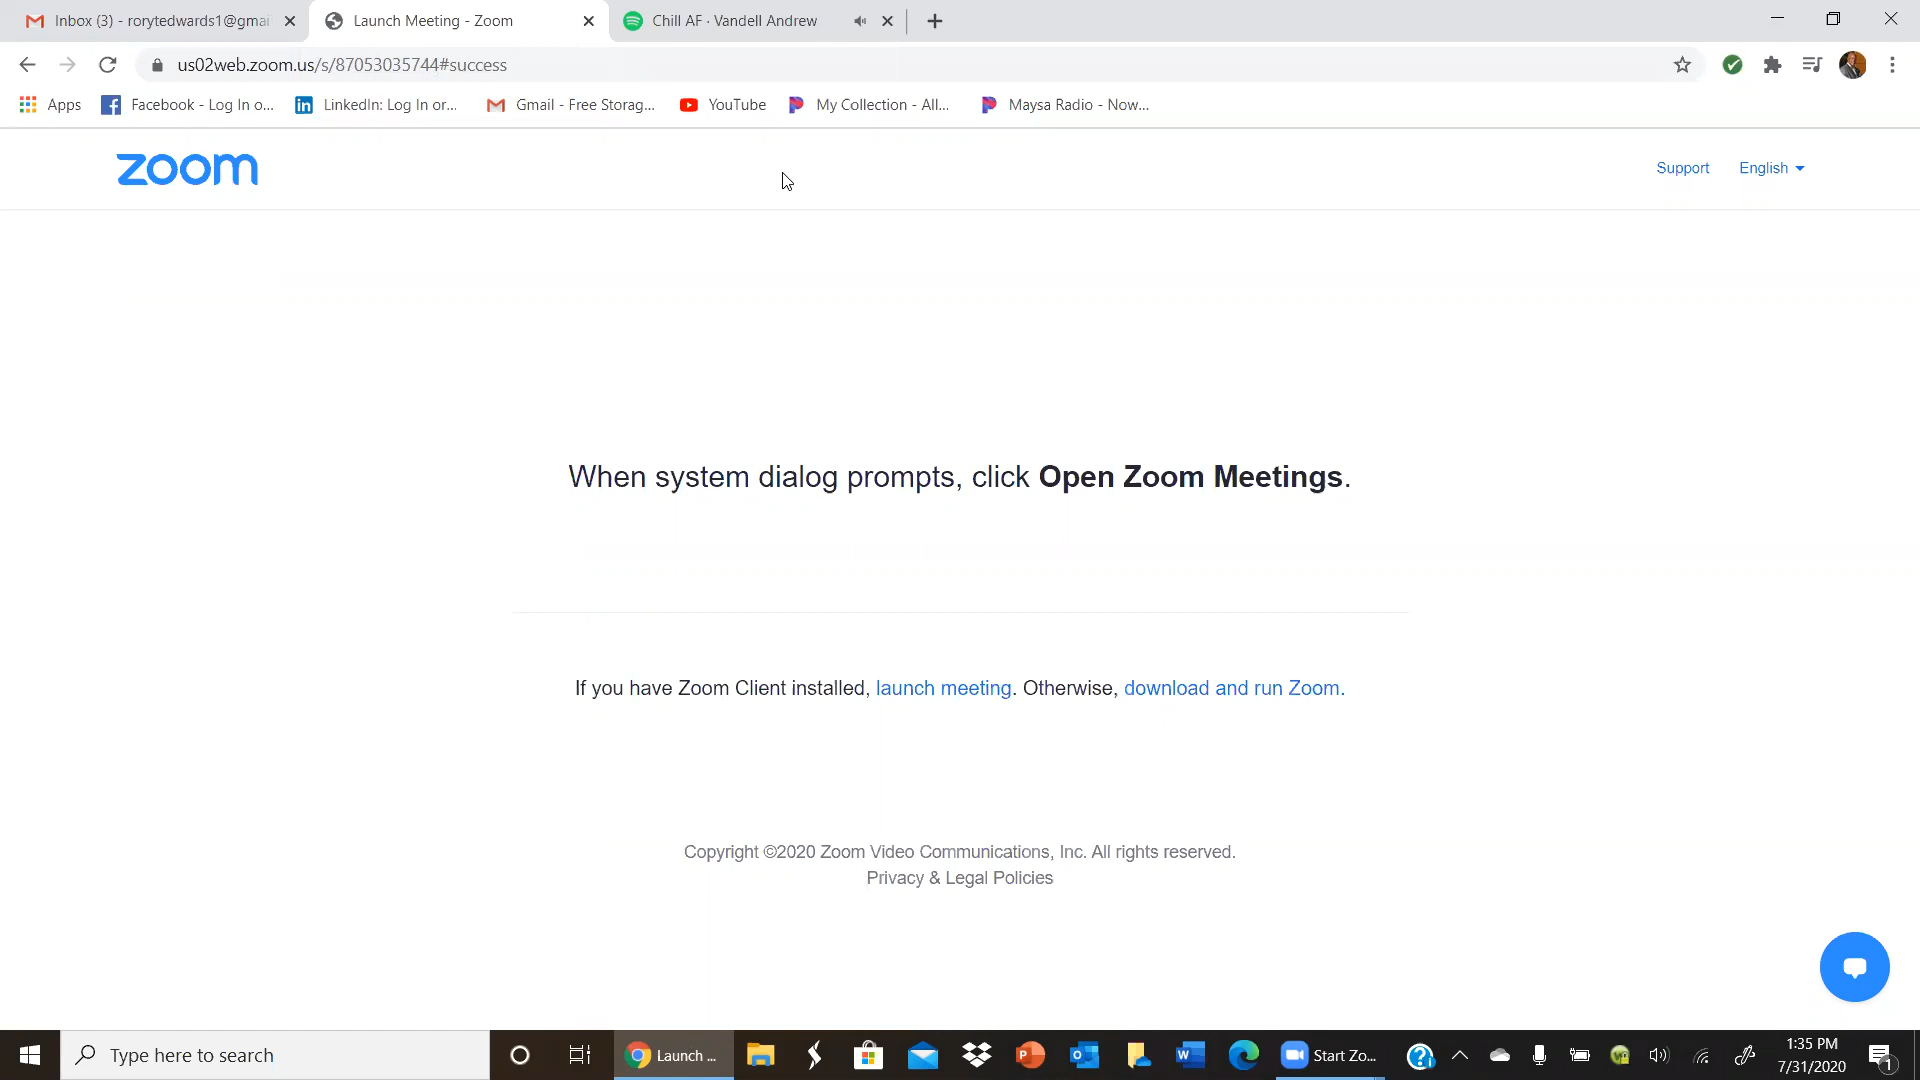 Inbox (3) - rorytedwards1@gmai
Launch Meeting - Zoom
Chill AF · Vandell Andrew
us02web.zoom.us/s/87053035744#success
Apps
Facebook - Log In o...
LinkedIn: Log In or...
Gmail - Free Storag...
YouTube
My Collection - All...
Maysa Radio - Now...
zoom
Support
English
When system dialog prompts, click Open Zoom Meetings.
If you have Zoom Client installed, launch meeting. Otherwise, download and run Zoom.
Copyright ©2020 Zoom Video Communications, Inc. All rights reserved.
Privacy & Legal Policies
Type here to search
Launch ...
Start Zo...
1:35 PM
7/31/2020
1